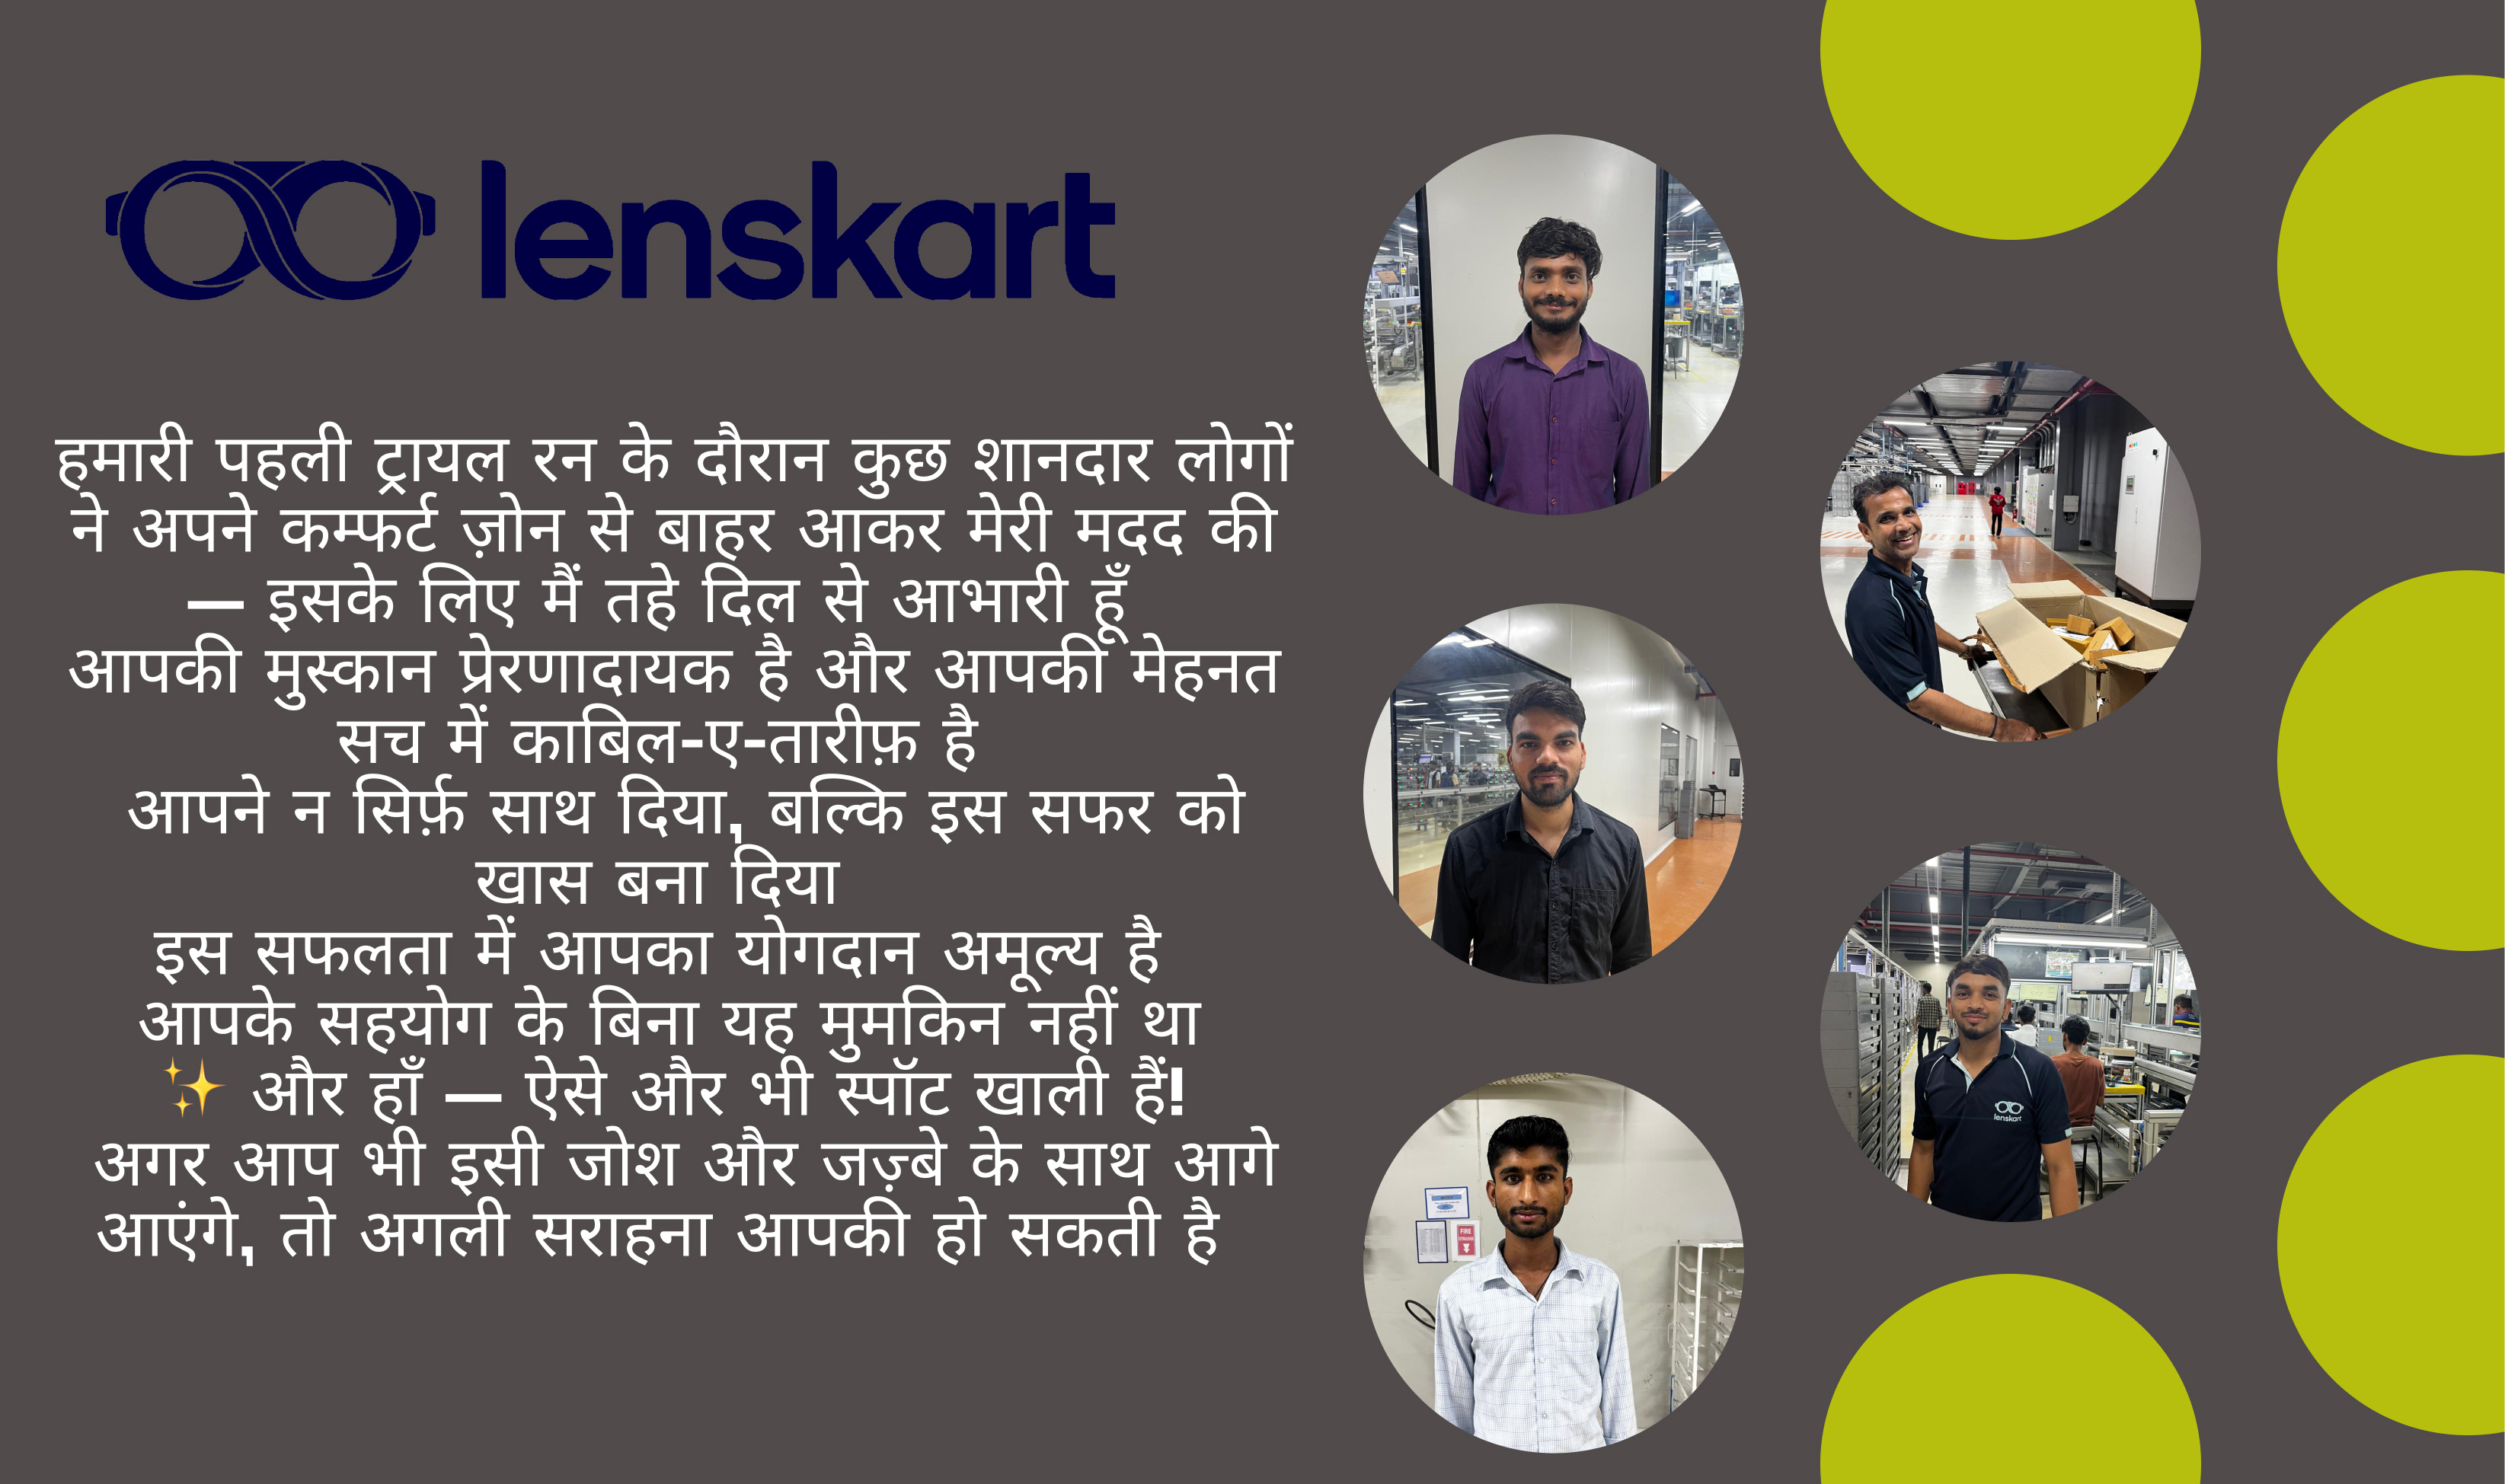 lenskart
हमारी पहली ट्रायल रन के दौरान कुछ शानदार लोगों
ने अपने कम्फर्ट ज़ोन से बाहर आकर मेरी मदद की
— इसके लिए मैं तहे दिल से आभारी हूँ
आपकी मुस्कान प्रेरणादायक है और आपकी मेहनत
सच में काबिल-ए-तारीफ़ है
आपने न सिर्फ़ साथ दिया, बल्कि इस सफर को
खास बना दिया
इस सफलता में आपका योगदान अमूल्य है
आपके सहयोग के बिना यह मुमकिन नहीं था
✨ और हाँ — ऐसे और भी स्पॉट खाली हैं!
अगर आप भी इसी जोश और जज़्बे के साथ आगे
आएंगे, तो अगली सराहना आपकी हो सकती है
lenskart
FIRE